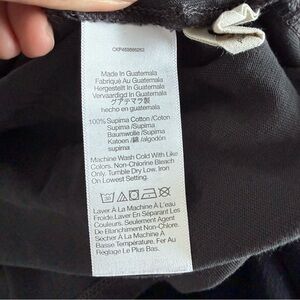 Made In Guatemala
Fabriqué Au Guatemala
Hergestellt In Guatemala
Vervaardigd In Guatemala
グアテマラ製
hecho en guatemala
100% Supima Cotton /Coton
Supima /Supima
Baumwolle /Supima
Katoen /綿 /algodón
supima
Machine Wash Cold With Like
Colors. Non-Chlorine Bleach
Only. Tumble Dry Low, Iron
On Lowest Setting.
Laver À La Machine À L'eau
Froide.Laver En Séparant Les
Couleurs. Seulement Agent
De Blanchiment Non-Chlore.
Sécher À La Machine À
Basse Température. Fer Au
Réglage Le Plus Bas.